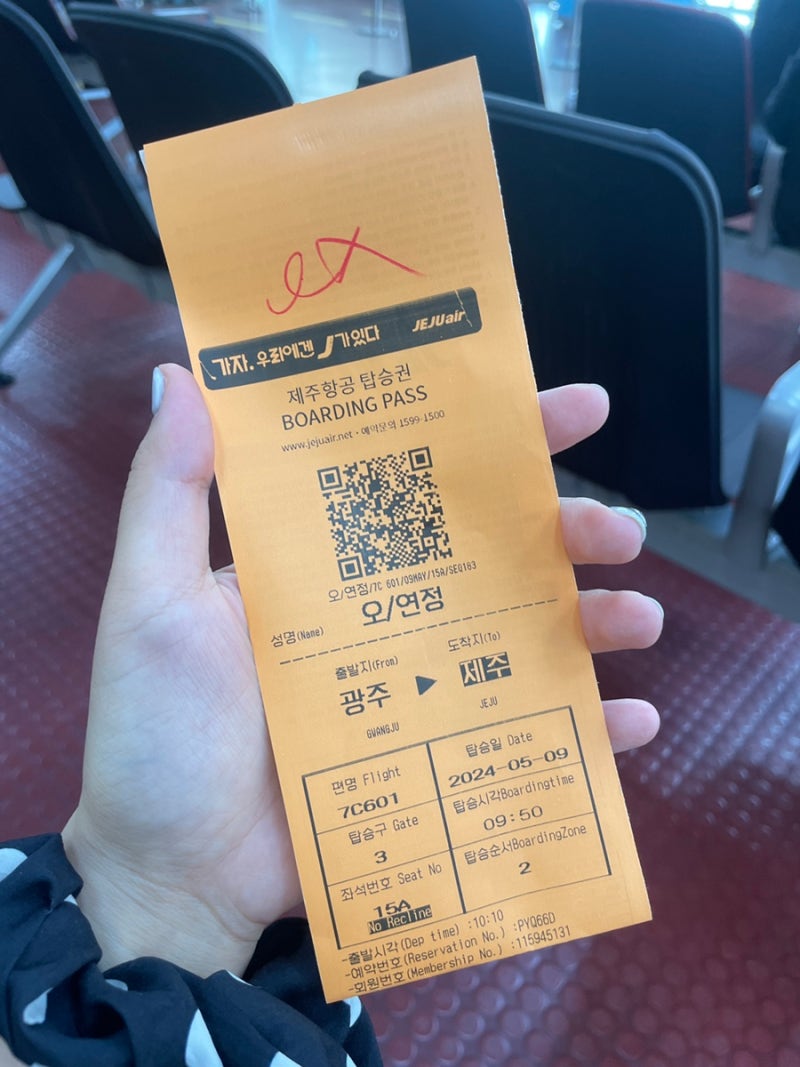 ex
가자. 우리에겐 J가 있다 JEJUair
제주항공 탑승권
BOARDING PASS
www.jejuair.net · 예약문의 1599-1500
오/연정/7C 601/09MAY/15A/SEQ163
성명(Name) 오/연정
출발지(From) 도착지(To)
광주 ▶ 제주
GWANGJU JEJU
편명 Flight 탑승일 Date
7C601 2024-05-09
탑승구 Gate 탑승시각Boardingtime
3 09:50
좌석번호 Seat No 탑승순서BoardingZone
15A 2
No Recline
-출발시각(Dep time) :10:10
-예약번호(Reservation No.) :PYQ66D
-회원번호(Membership No.) :115945131